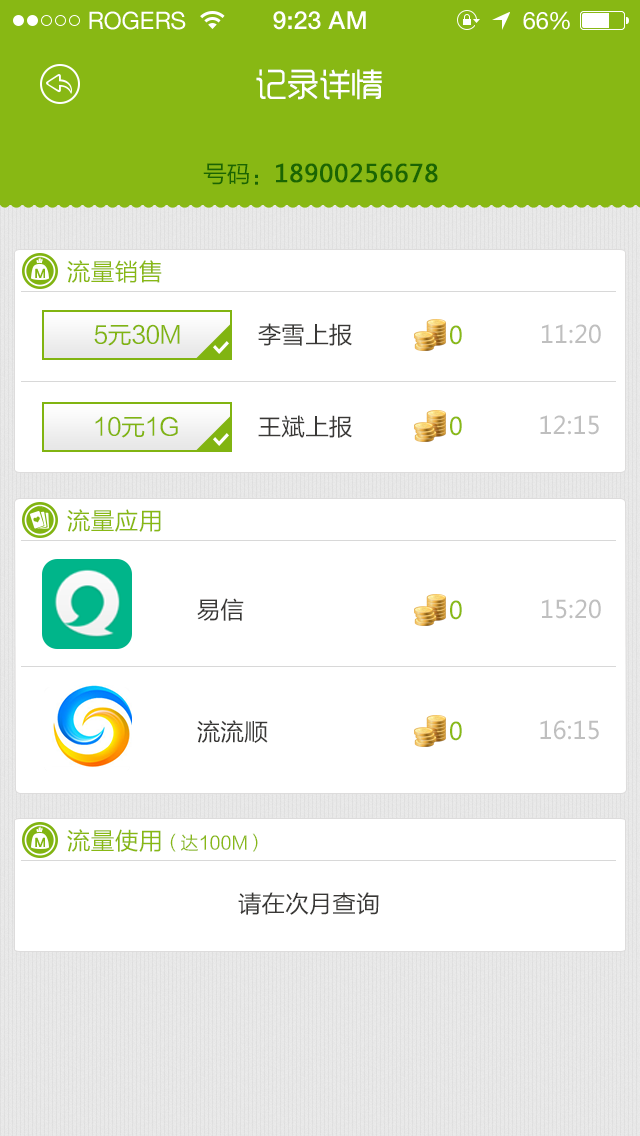 ROGERS 9:23 AM 66%
记录详情
号码：18900256678
流量销售
5元30M 李雪上报 0 11:20
10元1G 王斌上报 0 12:15
流量应用
易信 0 15:20
流流顺 0 16:15
流量使用（达100M）
请在次月查询